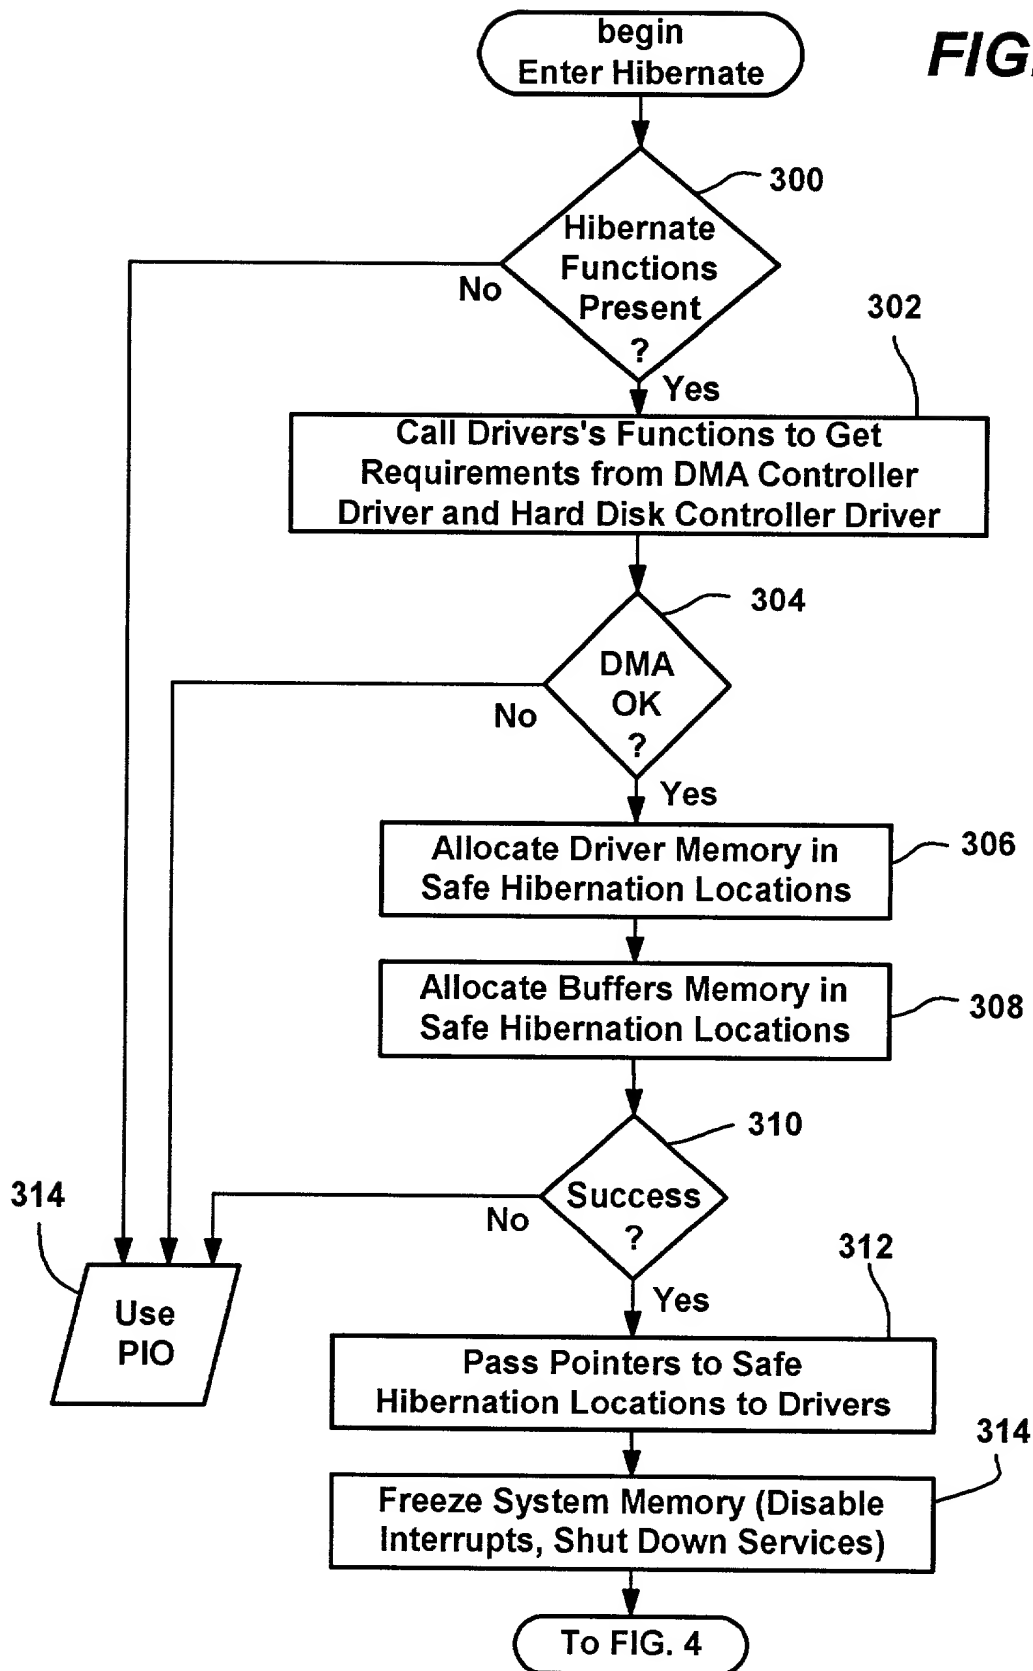 begin
Enter Hibernate
FIG.
300
Hibernate
Functions
Present
?
No
Yes
302
Call Drivers's Functions to Get
Requirements from DMA Controller
Driver and Hard Disk Controller Driver
304
DMA
OK
?
No
Yes
Allocate Driver Memory in
Safe Hibernation Locations
306
Allocate Buffers Memory in
Safe Hibernation Locations
308
310
Success
?
No
Yes
314
Use
PIO
312
Pass Pointers to Safe
Hibernation Locations to Drivers
314
Freeze System Memory (Disable
Interrupts, Shut Down Services)
To FIG. 4